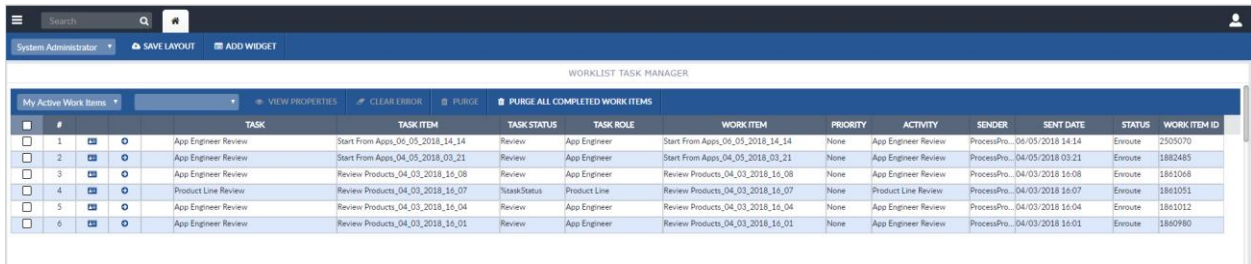 Search
System Administrator SAVE LAYOUT ADD WIDGET
WORKLIST TASK MANAGER
My Active Work Items VIEW PROPERTIES CLEAR ERROR PURGE PURGE ALL COMPLETED WORK ITEMS
# TASK TASK ITEM TASK STATUS TASK ROLE WORK ITEM PRIORITY ACTIVITY SENDER SENT DATE STATUS WORK ITEM ID
1 App Engineer Review Start From Apps_06_05_2018_14_14 Review App Engineer Start From Apps_06_05_2018_14_14 None App Engineer Review ProcessPro... 06/05/2018 14:14 Enroute 2505070
2 App Engineer Review Start From Apps_04_05_2018_03_21 Review App Engineer Start From Apps_04_05_2018_03_21 None App Engineer Review ProcessPro... 04/05/2018 03:21 Enroute 1882485
3 App Engineer Review Review Products_04_03_2018_16_08 Review App Engineer Review Products_04_03_2018_16_08 None App Engineer Review ProcessPro... 04/03/2018 16:08 Enroute 1861068
4 Product Line Review Review Products_04_03_2018_16_07 %taskStatus Product Line Review Products_04_03_2018_16_07 None Product Line Review ProcessPro... 04/03/2018 16:07 Enroute 1861051
5 App Engineer Review Review Products_04_03_2018_16_04 Review App Engineer Review Products_04_03_2018_16_04 None App Engineer Review ProcessPro... 04/03/2018 16:04 Enroute 1861012
6 App Engineer Review Review Products_04_03_2018_16_01 Review App Engineer Review Products_04_03_2018_16_01 None App Engineer Review ProcessPro... 04/03/2018 16:01 Enroute 1860980